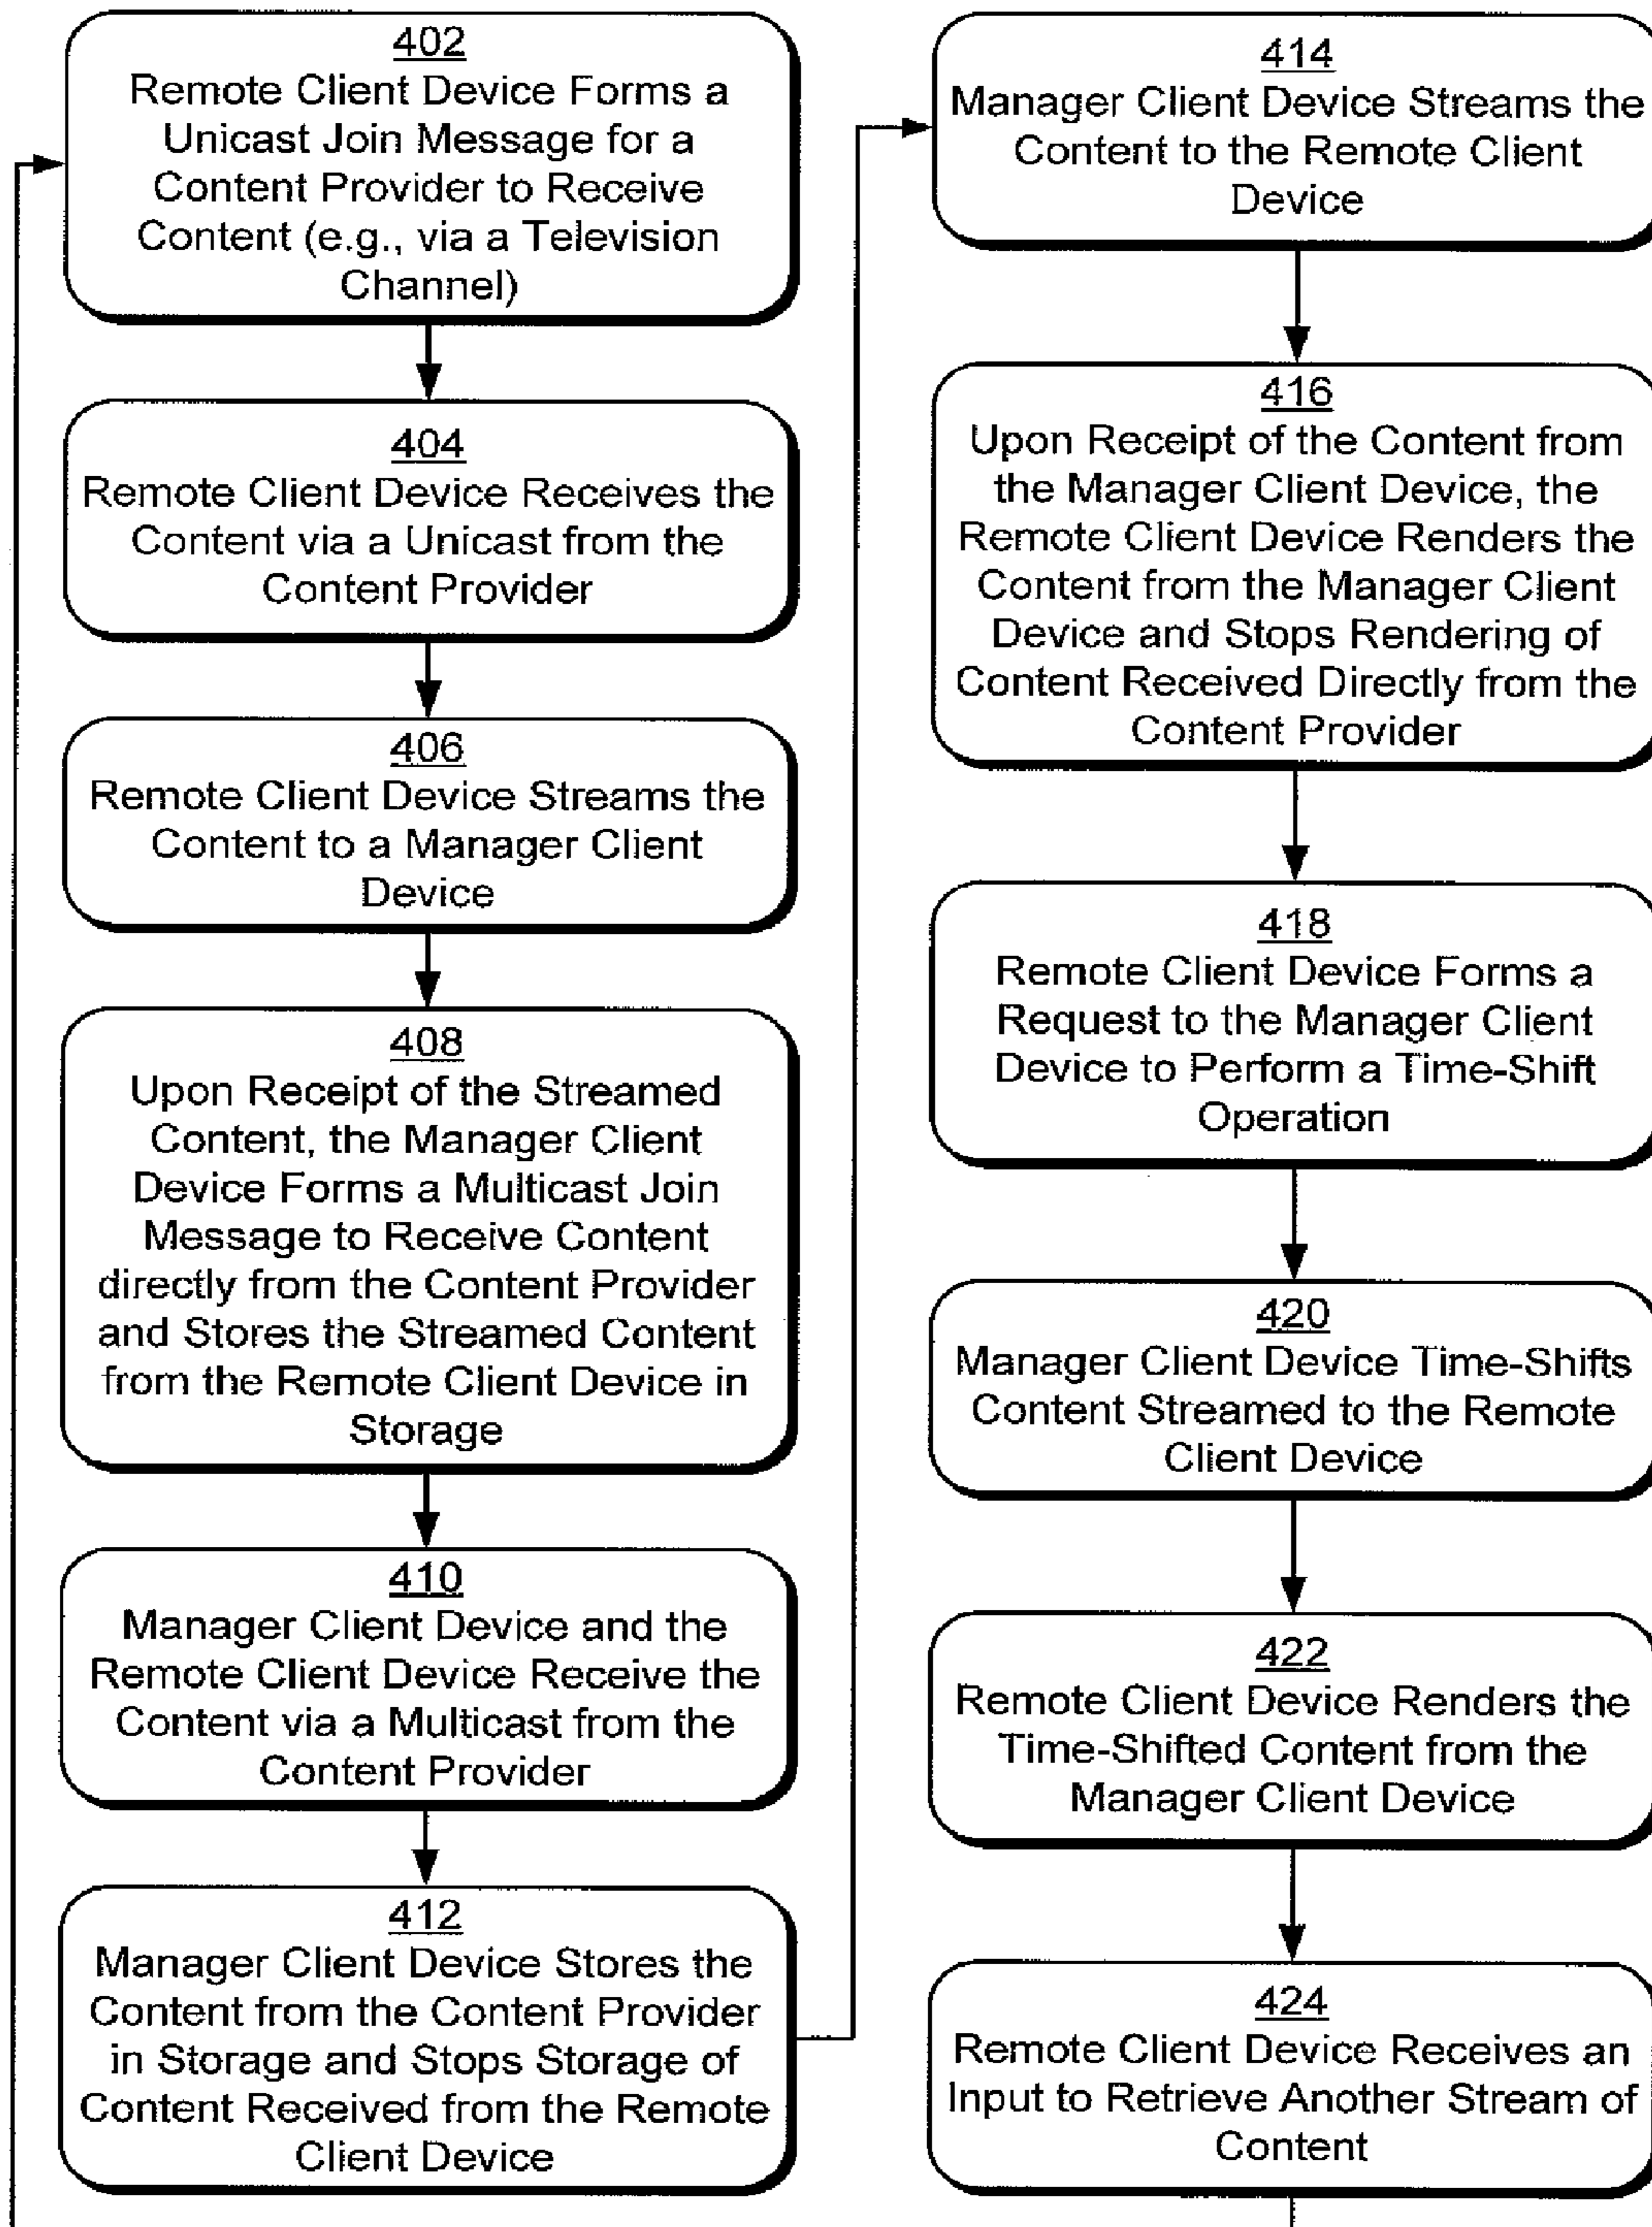 402
Remote Client Device Forms a
Unicast Join Message for a
Content Provider to Receive
Content (e.g., via a Television
Channel)
404
Remote Client Device Receives the
Content via a Unicast from the
Content Provider
406
Remote Client Device Streams the
Content to a Manager Client
Device
408
Upon Receipt of the Streamed
Content, the Manager Client
Device Forms a Multicast Join
Message to Receive Content
directly from the Content Provider
and Stores the Streamed Content
from the Remote Client Device in
Storage
410
Manager Client Device and the
Remote Client Device Receive the
Content via a Multicast from the
Content Provider
412
Manager Client Device Stores the
Content from the Content Provider
in Storage and Stops Storage of
Content Received from the Remote
Client Device
414
Manager Client Device Streams the
Content to the Remote Client
Device
416
Upon Receipt of the Content from
the Manager Client Device, the
Remote Client Device Renders the
Content from the Manager Client
Device and Stops Rendering of
Content Received Directly from the
Content Provider
418
Remote Client Device Forms a
Request to the Manager Client
Device to Perform a Time-Shift
Operation
420
Manager Client Device Time-Shifts
Content Streamed to the Remote
Client Device
422
Remote Client Device Renders the
Time-Shifted Content from the
Manager Client Device
424
Remote Client Device Receives an
Input to Retrieve Another Stream of
Content